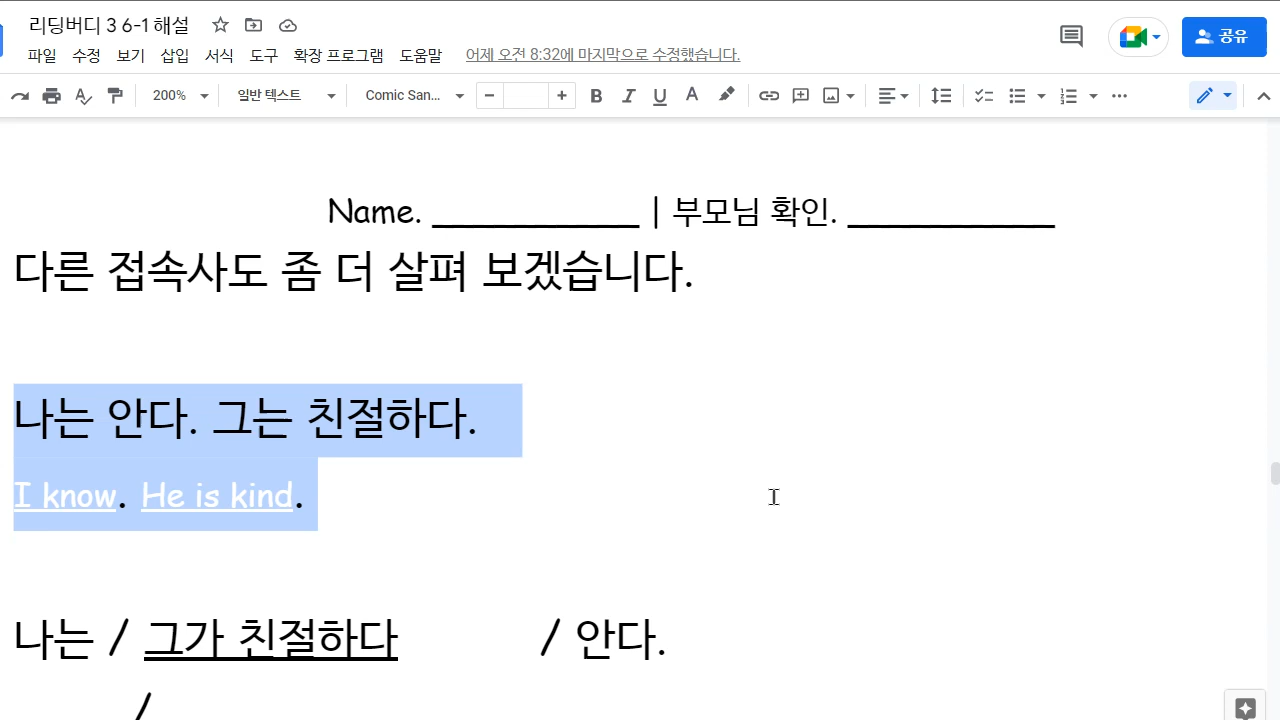 리딩버디 3 6-1 해설
파일 수정 보기 삽입 서식 도구 확장 프로그램 도움말 어제 오전 8:32에 마지막으로 수정했습니다.
공유
200% 일반 텍스트 Comic San...
Name. __________ | 부모님 확인. __________
다른 접속사도 좀 더 살펴 보겠습니다.
나는 안다. 그는 친절하다.
I know. He is kind.
나는 / 그가 친절하다 / 안다.
/